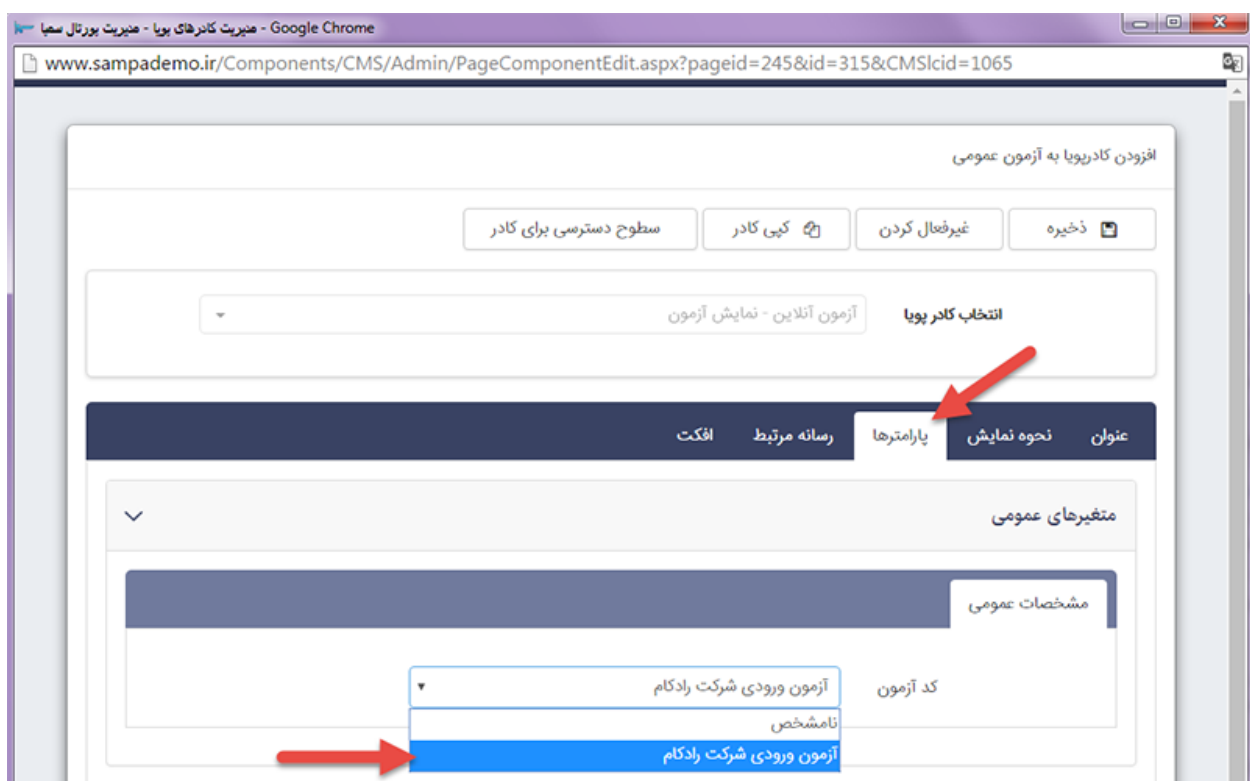 مدیریت کادرهای پویا - مدیریت پورتال سمپا - Google Chrome
www.sampademo.ir/Components/CMS/Admin/PageComponentEdit.aspx?pageid=245&id=315&CMSlcid=1065
افزودن کادرپویا به آزمون عمومی
ذخیره غیرفعال کردن کپی کادر سطوح دسترسی برای کادر
انتخاب کادر پویا آزمون آنلاین - نمایش آزمون
عنوان نحوه نمایش پارامترها رسانه مرتبط افکت
متغیرهای عمومی
مشخصات عمومی
کد آزمون آزمون ورودی شرکت رادکام
نامشخص
آزمون ورودی شرکت رادکام